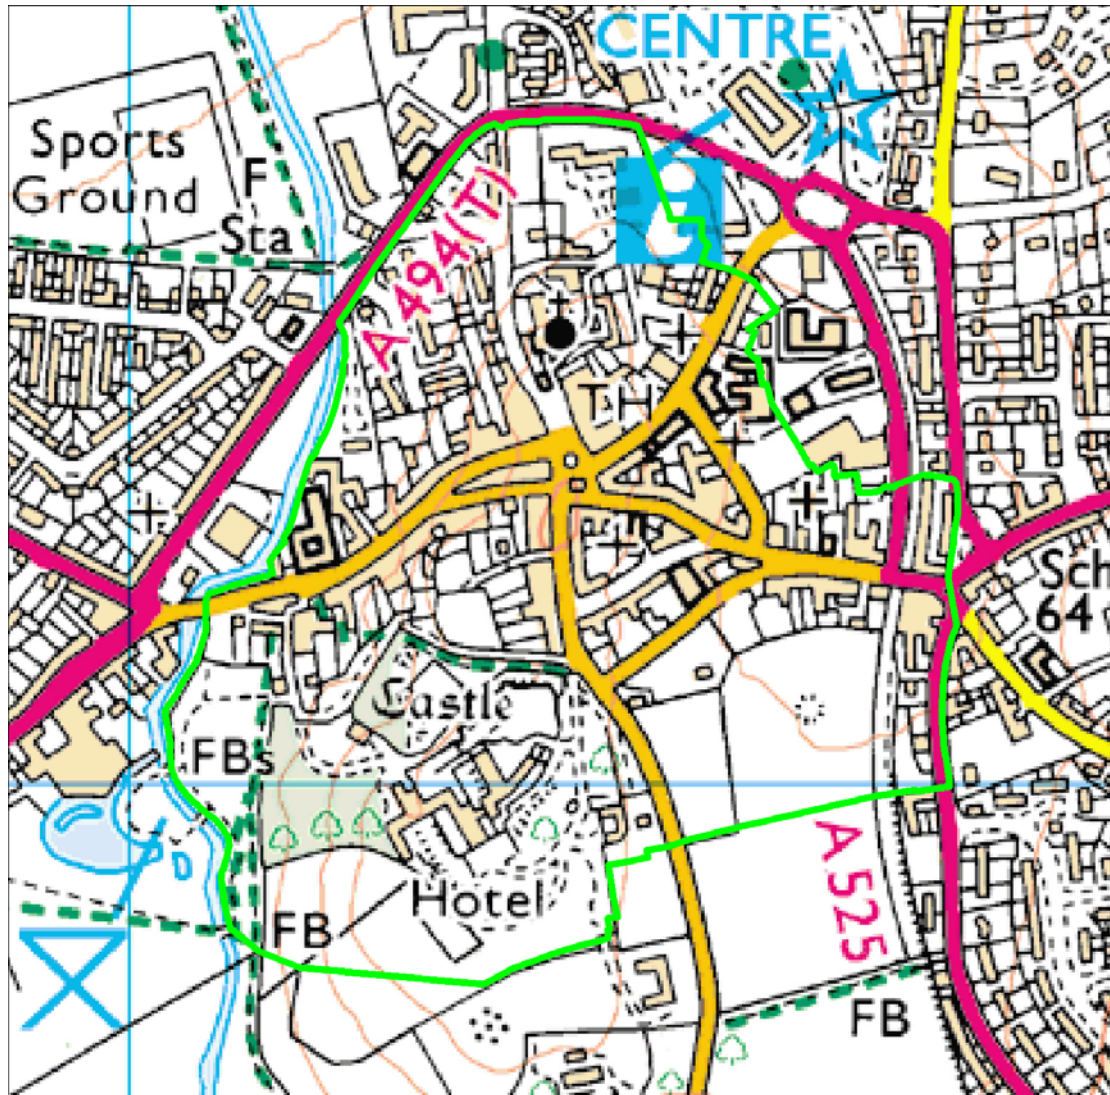 CENTRE
Sports
Ground
F
Sta
A 494(T)
TH
Sch
64
Castle
FBs
Hotel
A 525
FB
FB